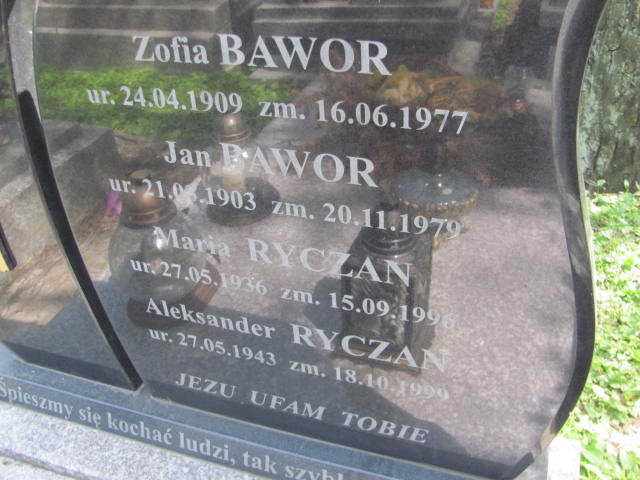 Zofia BAWOR
ur. 24.04.1909 zm. 16.06.1977
Jan BAWOR
1903 zm. 20.11.1979
Maria RYCZAN
ur. 27.05.1936 zm. 15.09.1996
Aleksander RYCZAN
ur. 27.05.1943 zm. 18.10.1999
JEZU UFAM TOBIE
Śpieszmy się kochać ludzi, tak